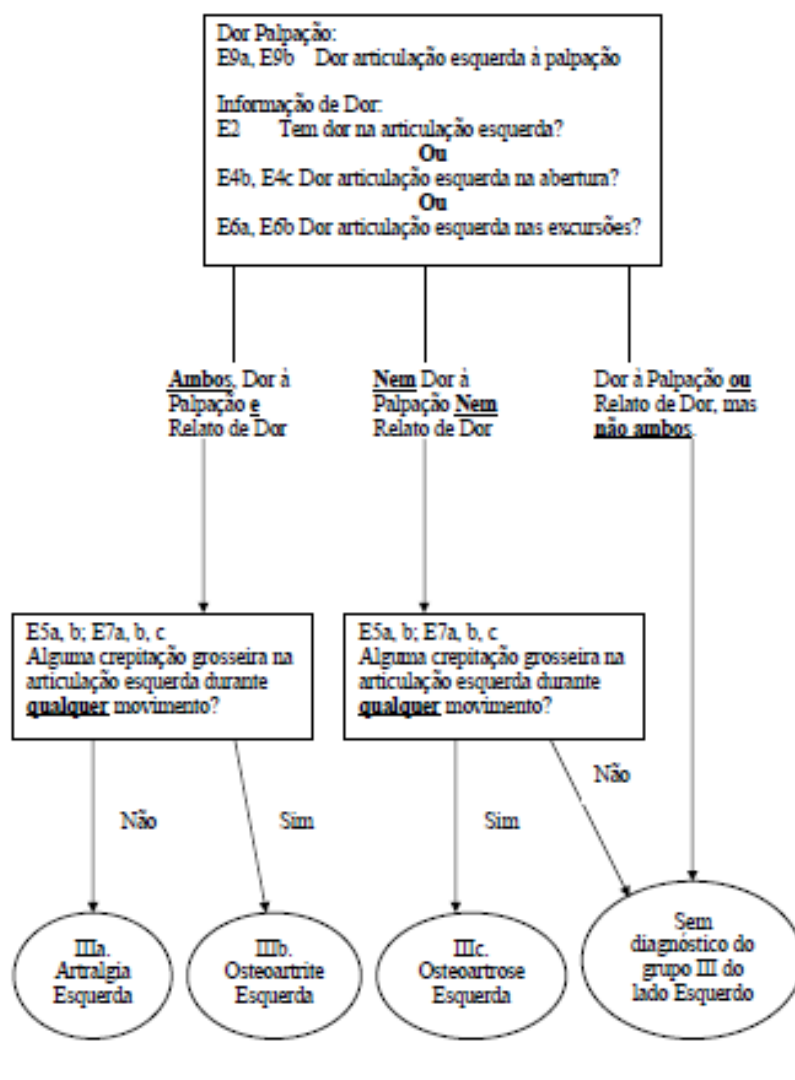 Dor Palpação:
E9a, E9b Dor articulação esquerda à palpação
Informação de Dor:
E2 Tem dor na articulação esquerda?
Ou
E4b, E4c Dor articulação esquerda na abertura?
Ou
E6a, E6b Dor articulação esquerda nas excursões?
Ambos, Dor à
Palpação e
Relato de Dor
Nem Dor à
Palpação Nem
Relato de Dor
Dor à Palpação ou
Relato de Dor, mas
não ambos.
E5a, b; E7a, b, c
Alguma crepitação grosseira na
articulação esquerda durante
qualquer movimento?
E5a, b; E7a, b, c
Alguma crepitação grosseira na
articulação esquerda durante
qualquer movimento?
Não
Sim
Sim
Não
IIIa.
Artralgia
Esquerda
IIIb.
Osteoartrite
Esquerda
IIIc.
Osteoartrose
Esquerda
Sem
diagnóstico do
grupo III do
lado Esquerdo